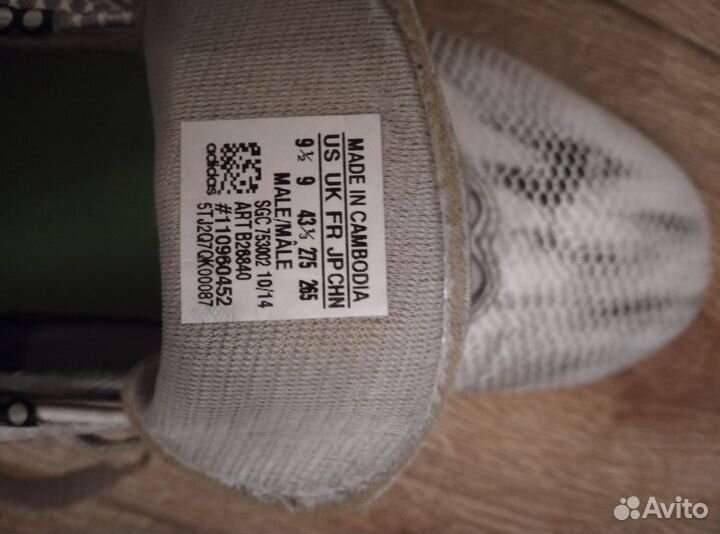 MADE IN CAMBODIA
US UK FR JP CHN
9½ 9 43⅓ 275 265
MALE/MÂLE
SGC 753002 10/14
ART B26840
#110960452
5TJ2Q7QK00087
adidas
Avito